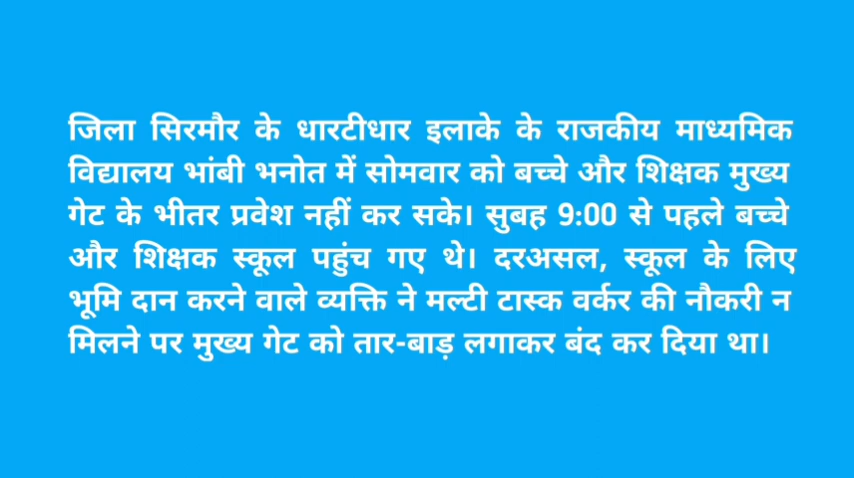 जिला सिरमौर के धारटीधार इलाके के राजकीय माध्यमिक
विद्यालय भांबी भनोत में सोमवार को बच्चे और शिक्षक मुख्य
गेट के भीतर प्रवेश नहीं कर सके। सुबह 9:00 से पहले बच्चे
और शिक्षक स्कूल पहुंच गए थे। दरअसल, स्कूल के लिए
भूमि दान करने वाले व्यक्ति ने मल्टी टास्क वर्कर की नौकरी न
मिलने पर मुख्य गेट को तार-बाड़ लगाकर बंद कर दिया था।